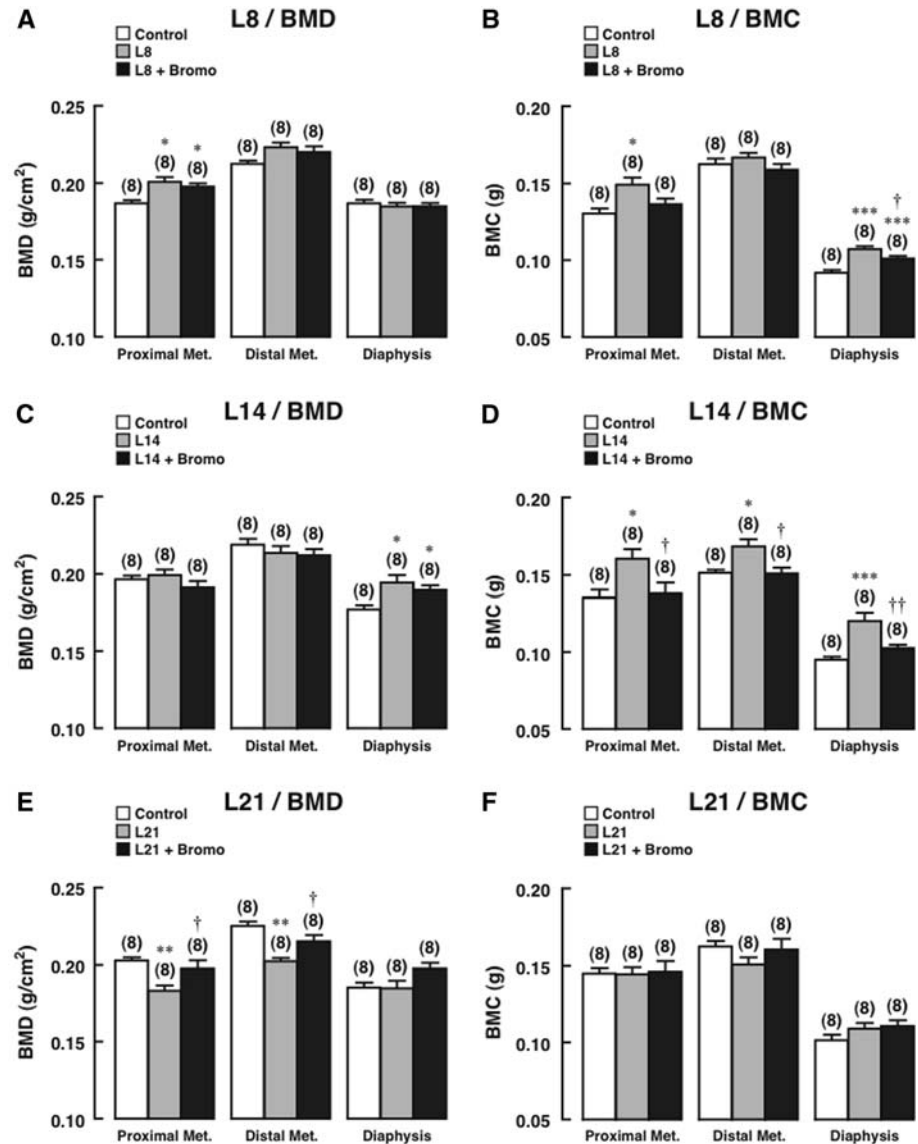 A
L8 / BMD
Control
L8
L8 + Bromo
BMD (g/cm²)
0.25
0.20
0.15
0.10
(8)
*
(8)
*
(8)
(8)
(8)
(8)
(8)
(8)
(8)
Proximal Met.
Distal Met.
Diaphysis
B
L8 / BMC
Control
L8
L8 + Bromo
BMC (g)
0.20
0.15
0.10
0.05
(8)
*
(8)
(8)
(8)
(8)
(8)
(8)
***
(8)
†
***
(8)
Proximal Met.
Distal Met.
Diaphysis
C
L14 / BMD
Control
L14
L14 + Bromo
BMD (g/cm²)
0.25
0.20
0.15
0.10
(8)
(8)
(8)
(8)
(8)
(8)
(8)
*
(8)
*
(8)
Proximal Met.
Distal Met.
Diaphysis
D
L14 / BMC
Control
L14
L14 + Bromo
BMC (g)
0.20
0.15
0.10
0.05
(8)
*
(8)
†
(8)
(8)
*
(8)
†
(8)
(8)
***
(8)
††
(8)
Proximal Met.
Distal Met.
Diaphysis
E
L21 / BMD
Control
L21
L21 + Bromo
BMD (g/cm²)
0.25
0.20
0.15
0.10
(8)
**
(8)
†
(8)
(8)
**
(8)
†
(8)
(8)
(8)
(8)
Proximal Met.
Distal Met.
Diaphysis
F
L21 / BMC
Control
L21
L21 + Bromo
BMC (g)
0.20
0.15
0.10
0.05
(8)
(8)
(8)
(8)
(8)
(8)
(8)
(8)
(8)
Proximal Met.
Distal Met.
Diaphysis